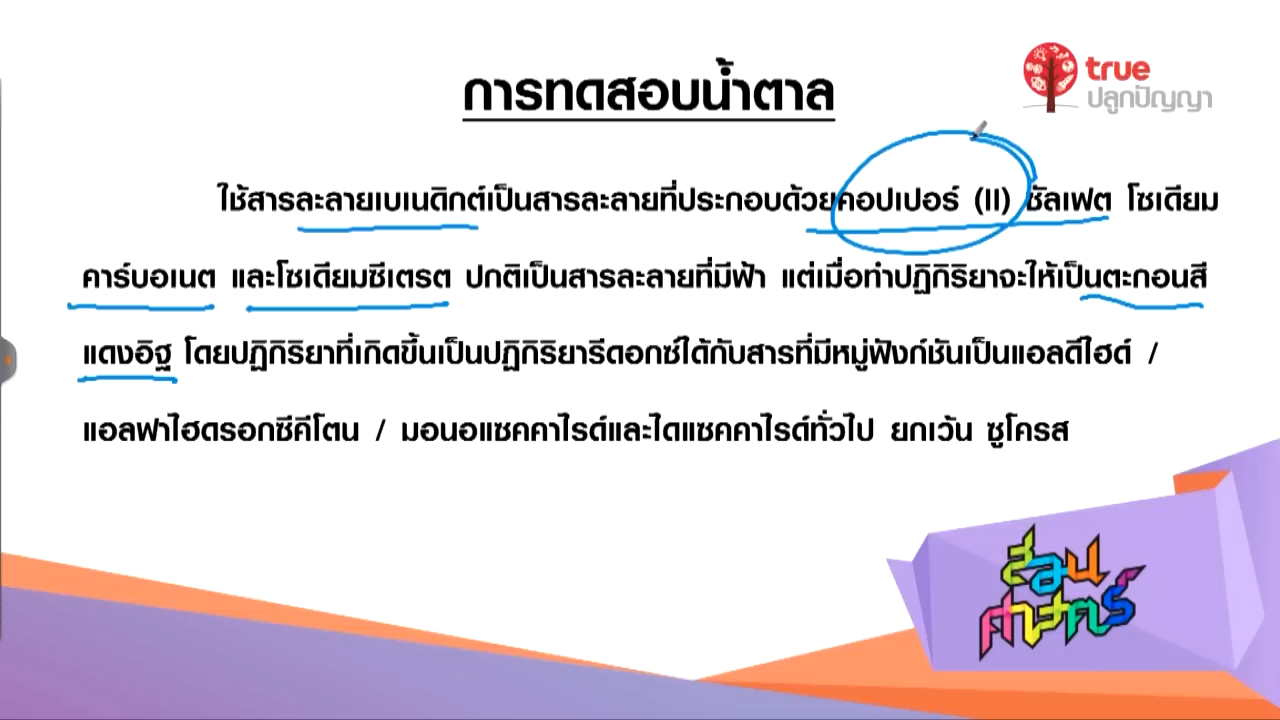 การทดสอบน้ำตาล
true
ปลูกปัญญา
ใช้สารละลายเบเนดิกต์เป็นสารละลายที่ประกอบด้วยคอปเปอร์ (II) ซัลเฟต โซเดียม
คาร์บอเนต และโซเดียมซีเตรต ปกติเป็นสารละลายที่มีฟ้า แต่เมื่อทำปฏิกิริยาจะให้เป็นตะกอนสี
แดงอิฐ โดยปฏิกิริยาที่เกิดขึ้นเป็นปฏิกิริยารีดอกซ์ได้กับสารที่มีหมู่ฟังก์ชันเป็นแอลดีไฮด์ /
แอลฟาไฮดรอกซีคีโตน / มอนอแซคคาไรด์และไดแซคคาไรด์ทั่วไป ยกเว้น ซูโครส
สอน
ศาสตร์